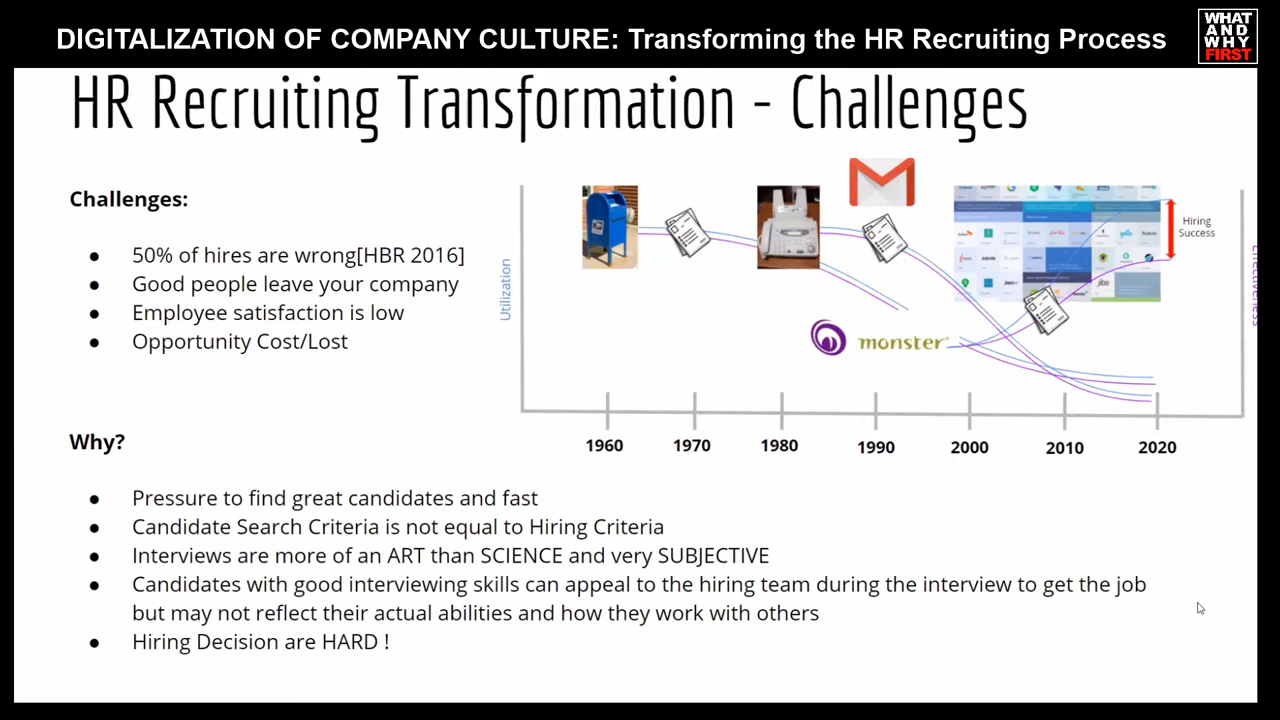 DIGITALIZATION OF COMPANY CULTURE: Transforming the HR Recruiting Process
WHAT
AND
WHY
FIRST
HR Recruiting Transformation - Challenges
Challenges:
● 50% of hires are wrong[HBR 2016]
● Good people leave your company
● Employee satisfaction is low
● Opportunity Cost/Lost
Utilization
monster
jibe
Hiring
Success
Effectiveness
1960 1970 1980 1990 2000 2010 2020
Why?
● Pressure to find great candidates and fast
● Candidate Search Criteria is not equal to Hiring Criteria
● Interviews are more of an ART than SCIENCE and very SUBJECTIVE
● Candidates with good interviewing skills can appeal to the hiring team during the interview to get the job
but may not reflect their actual abilities and how they work with others
● Hiring Decision are HARD !